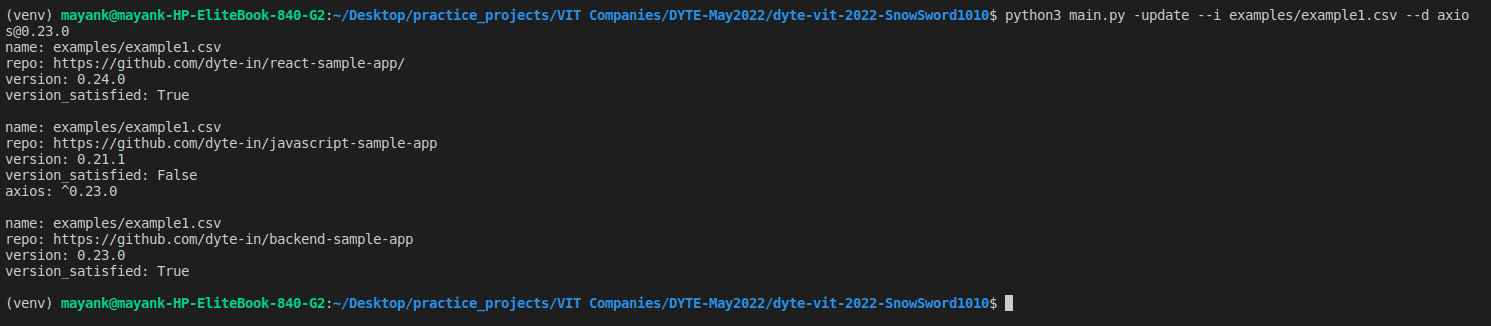 (venv) mayank@mayank-HP-EliteBook-840-G2:~/Desktop/practice_projects/VIT Companies/DYTE-May2022/dyte-vit-2022-SnowSword1010$ python3 main.py -update --i examples/example1.csv --d axio
s@0.23.0
name: examples/example1.csv
repo: https://github.com/dyte-in/react-sample-app/
version: 0.24.0
version_satisfied: True

name: examples/example1.csv
repo: https://github.com/dyte-in/javascript-sample-app
version: 0.21.1
version_satisfied: False
axios: ^0.23.0

name: examples/example1.csv
repo: https://github.com/dyte-in/backend-sample-app
version: 0.23.0
version_satisfied: True

(venv) mayank@mayank-HP-EliteBook-840-G2:~/Desktop/practice_projects/VIT Companies/DYTE-May2022/dyte-vit-2022-SnowSword1010$